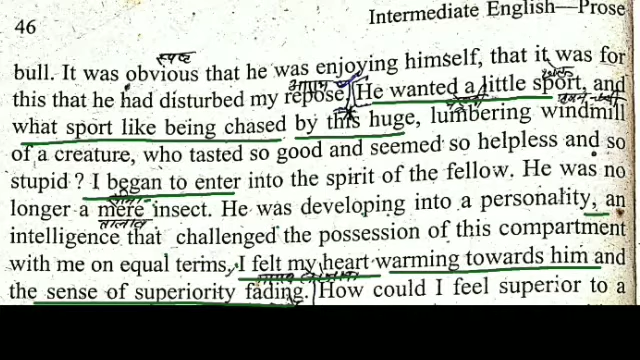 46
Intermediate English—Prose
स्पष्ट
bull. It was obvious that he was enjoying himself, that it was for
this that he had disturbed my repose. He wanted a little sport, and
what sport like being chased by this huge, lumbering windmill
of a creature, who tasted so good and seemed so helpless and so
stupid ? I began to enter into the spirit of the fellow. He was no
longer a mere insect. He was developing into a personality, an
intelligence that challenged the possession of this compartment
with me on equal terms, I felt my heart warming towards him and
the sense of superiority fading. How could I feel superior to a